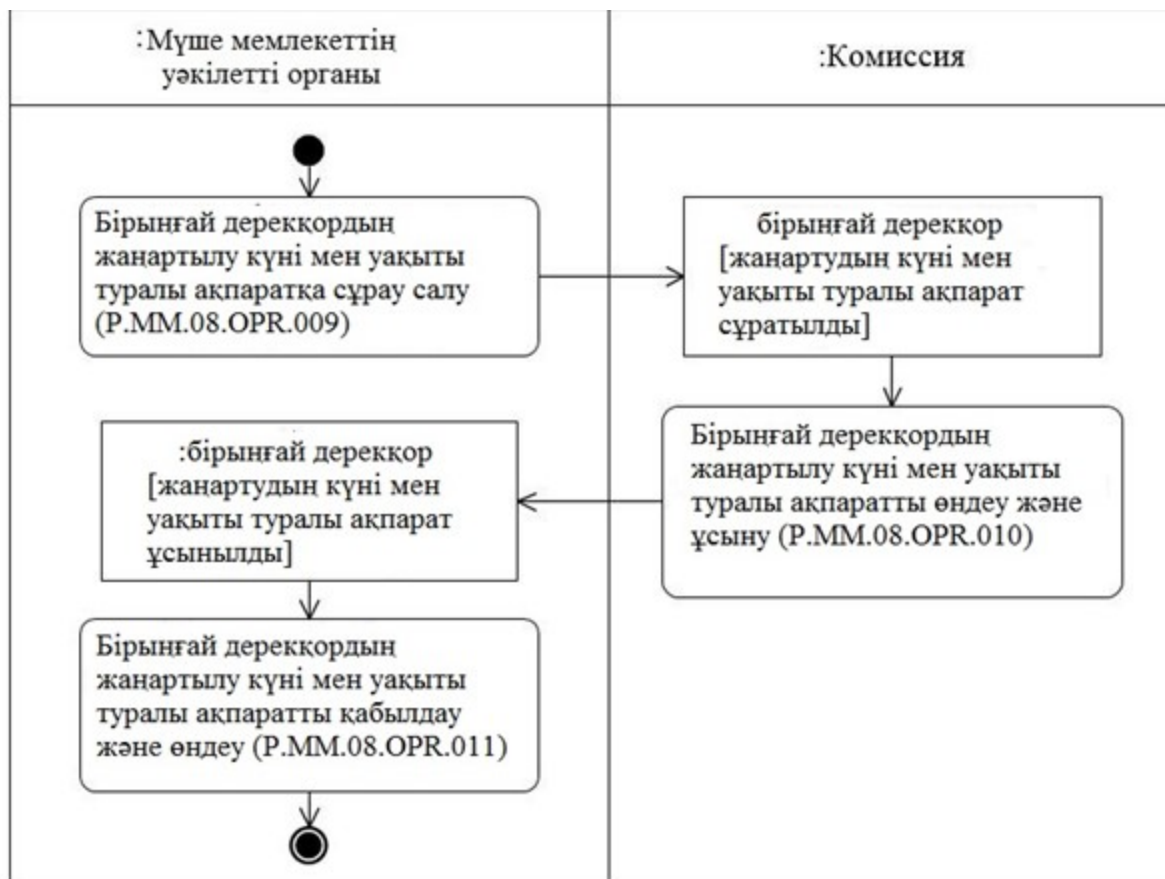 :Мүше мемлекеттің
уәкілетті органы
:Комиссия
Бірыңғай дерекқордың
жаңартылу күні мен уақыты
туралы ақпаратқа сұрау салу
(P.MM.08.OPR.009)
бірыңғай дерекқор
[жаңартудың күні мен
уақыты туралы ақпарат
сұратылды]
Бірыңғай дерекқордың
жаңартылу күні мен уақыты
туралы ақпаратты өңдеу және
ұсыну (P.MM.08.OPR.010)
:бірыңғай дерекқор
[жаңартудың күні мен
уақыты туралы ақпарат
ұсынылды]
Бірыңғай дерекқордың
жаңартылу күні мен уақыты
туралы ақпаратты қабылдау
және өңдеу (P.MM.08.OPR.011)